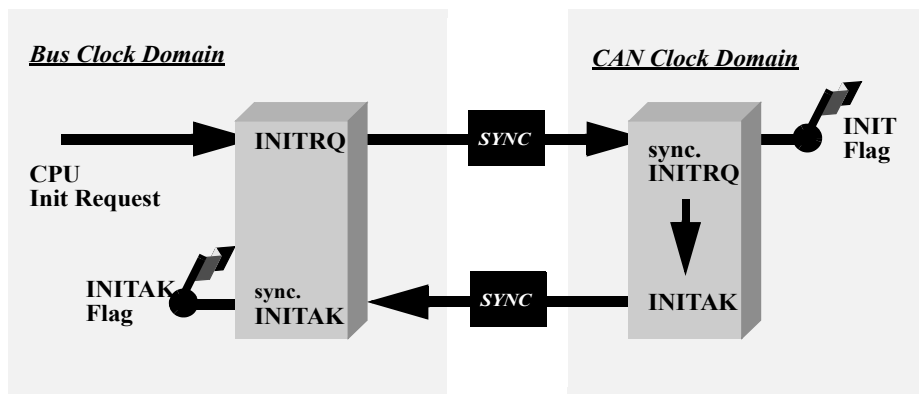 Bus Clock Domain
CAN Clock Domain
CPU
Init Request
INITRQ
SYNC
sync.
INITRQ
INIT
Flag
INITAK
Flag
sync.
INITAK
SYNC
INITAK